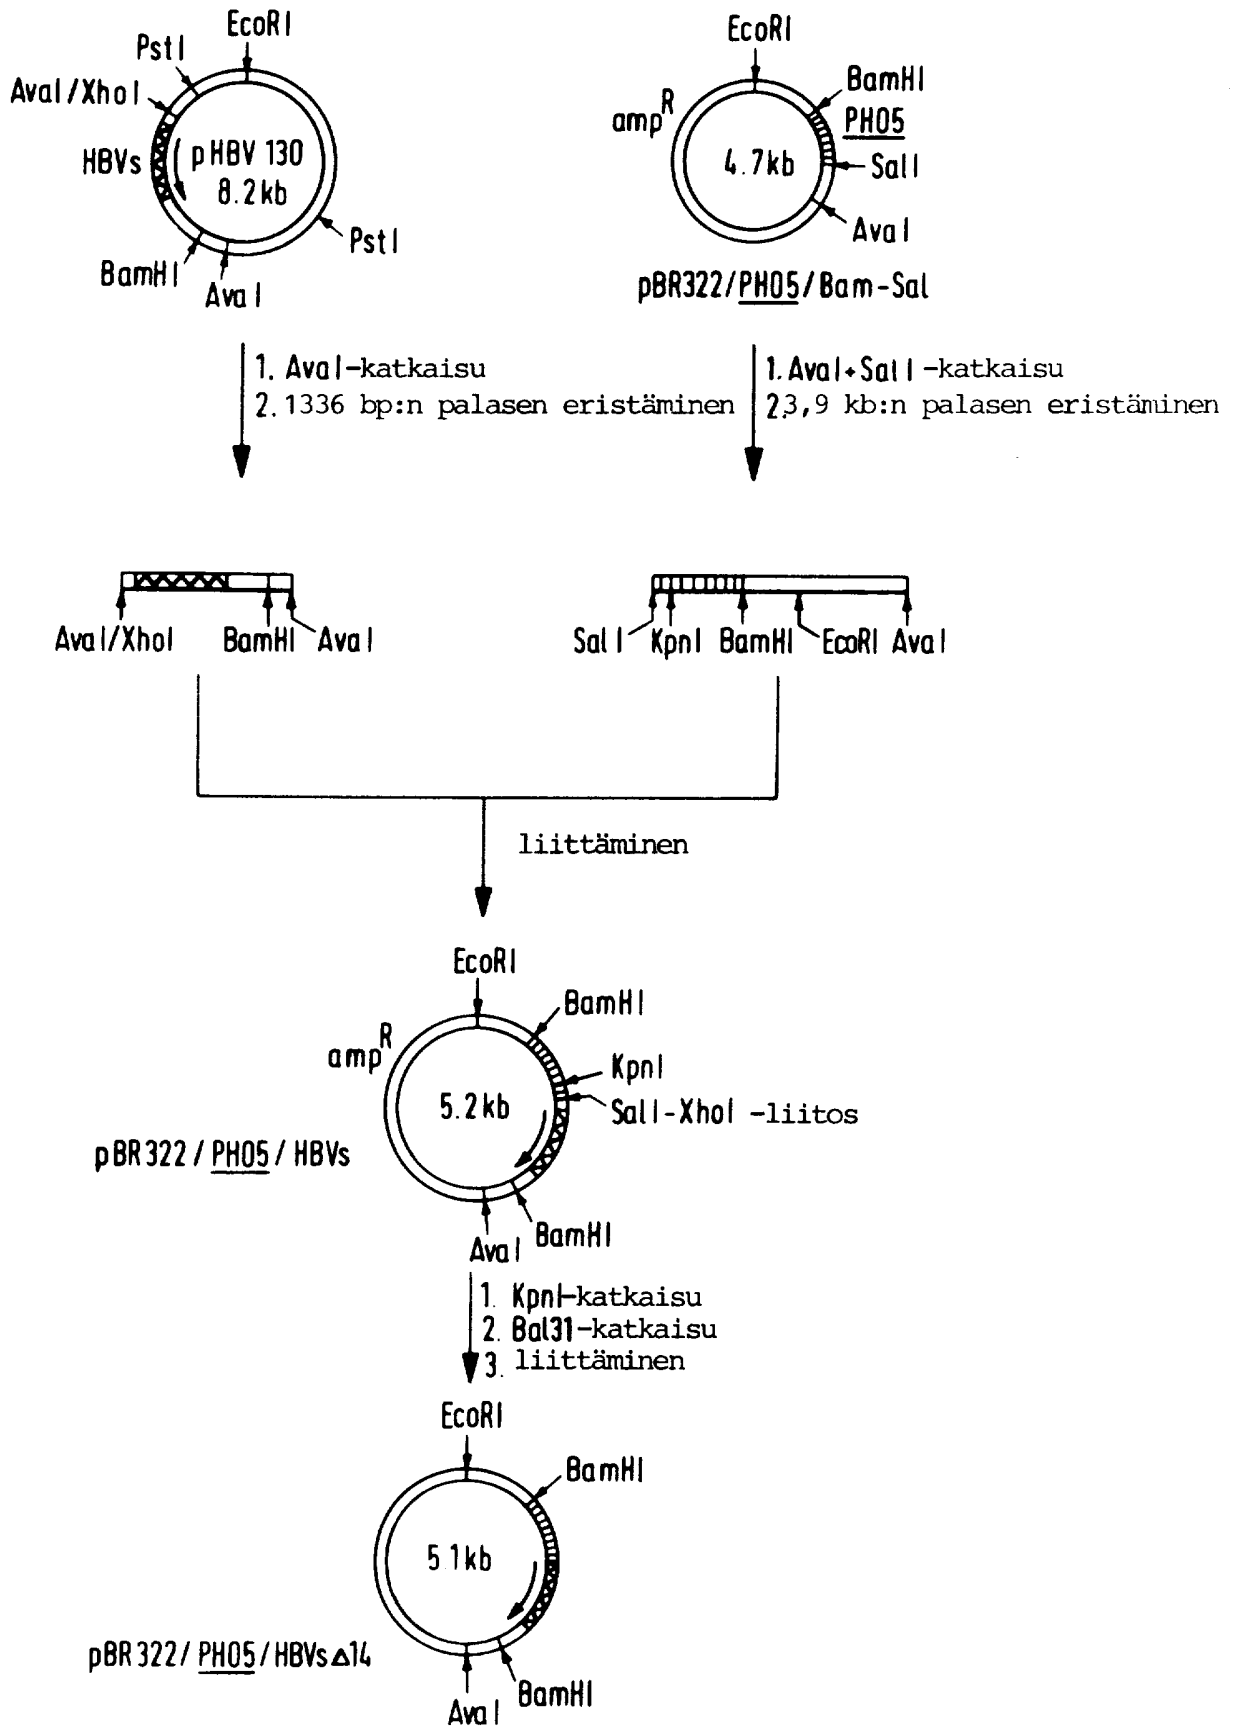 EcoRI
PstI
AvaI/XhoI
HBVs
pHBV 130
8.2kb
PstI
BamHI
AvaI
EcoRI
BamHI
ampR
PHO5
4.7kb
SalI
AvaI
pBR322/PHO5/Bam-Sal
1. AvaI-katkaisu
2. 1336 bp:n palasen eristäminen
1. AvaI+SalI-katkaisu
2.3,9 kb:n palasen eristäminen
AvaI/XhoI BamHI AvaI
SalI KpnI BamHI EcoRI AvaI
liittäminen
EcoRI
BamHI
ampR
KpnI
5.2kb
SalI-XhoI -liitos
pBR322/PHO5/HBVs
BamHI
AvaI
1. KpnI-katkaisu
2. Bal31-katkaisu
3. liittäminen
EcoRI
BamHI
5.1kb
pBR322/PHO5/HBVsΔ14
BamHI
AvaI